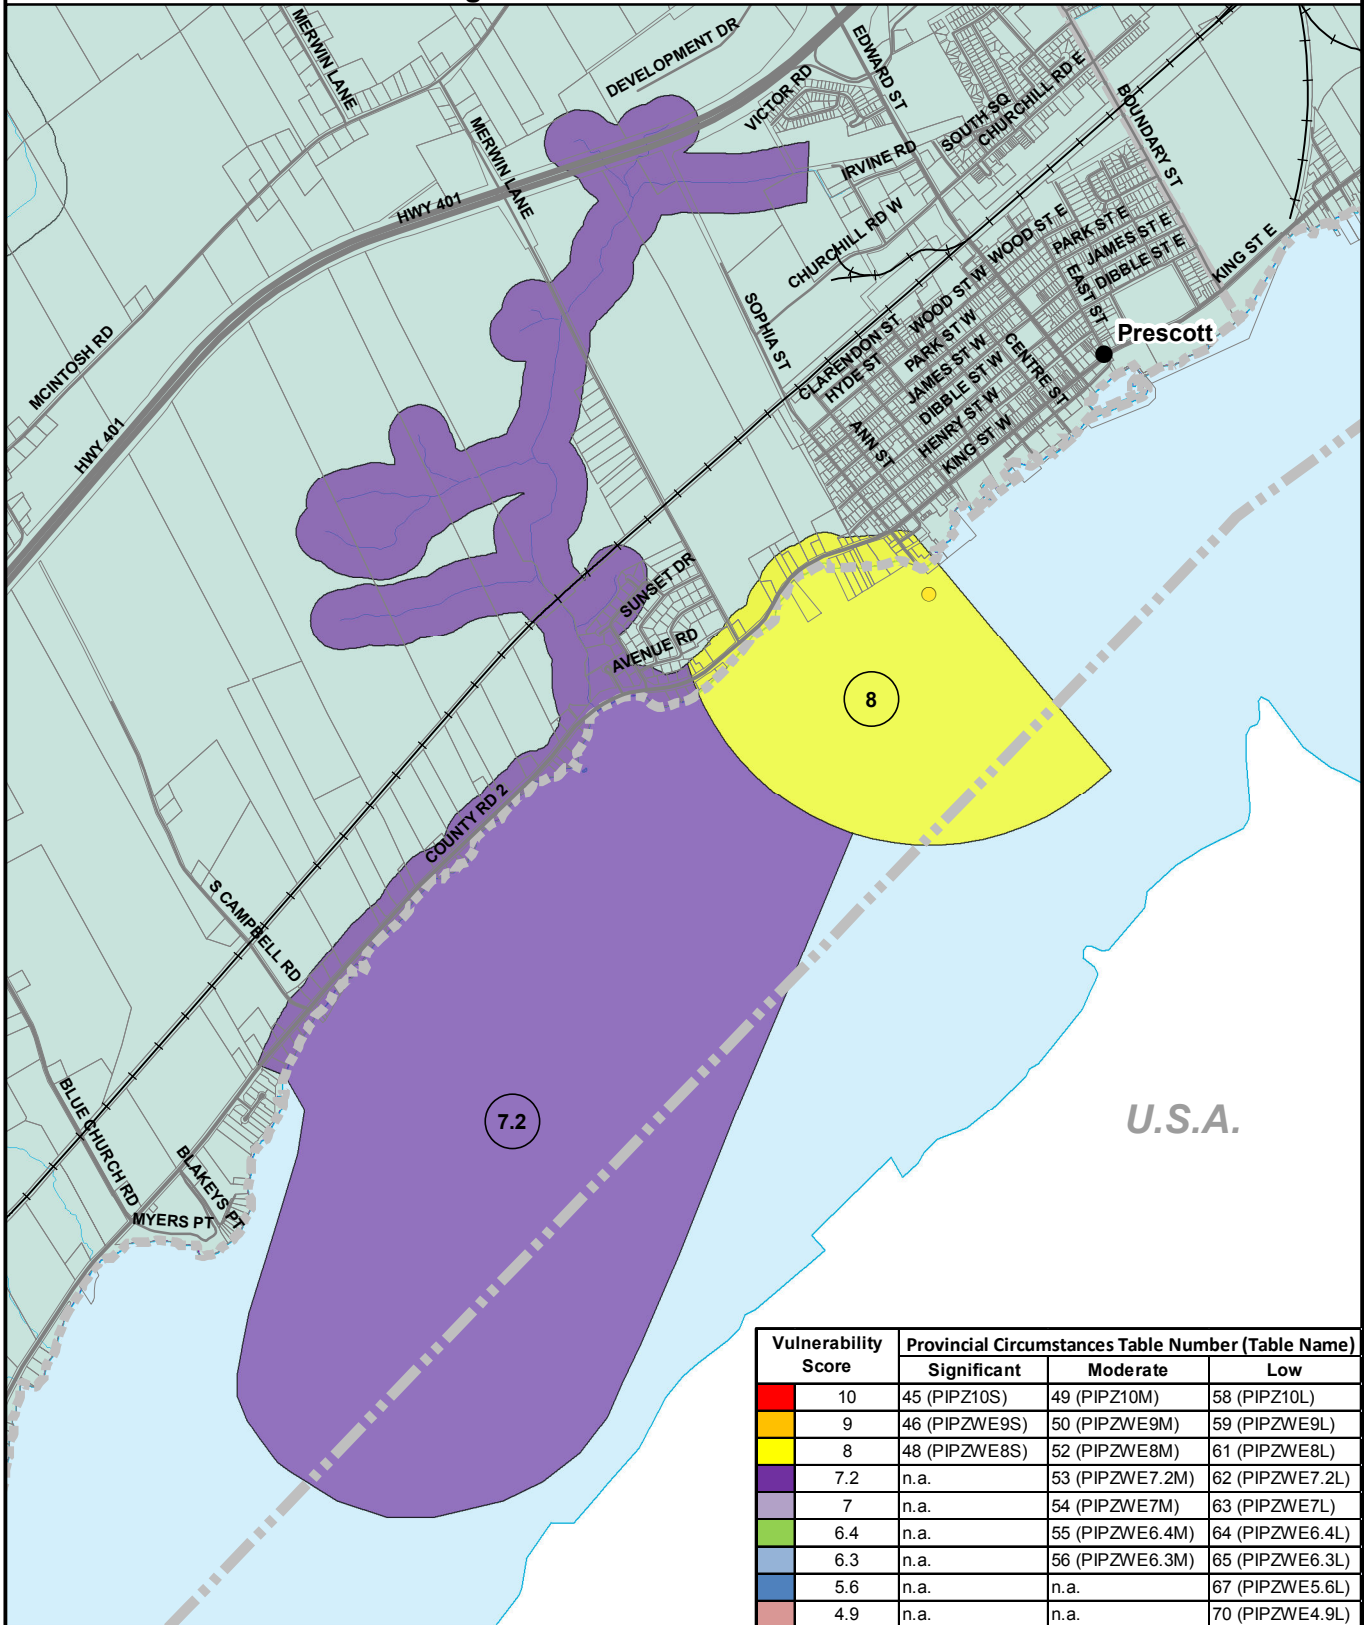 MERWIN LANE
DEVELOPMENT DR
EDWARD ST
VICTOR RD
SOUTH SQ
CHURCHILL RD E
BOUNDARY ST
MERWIN LANE
IRVINE RD
HWY 401
CHURCHILL RD W
WOOD ST E
PARK ST E
JAMES ST E
DIBBLE ST E
KING ST E
EAST ST
SOPHIA ST
WOOD ST W
CLARENDON ST
HYDE ST
PARK ST W
JAMES ST W
DIBBLE ST W
CENTRE ST
Prescott
HENRY ST W
KING ST W
ANN ST
MCINTOSH RD
HWY 401
SUNSET DR
AVENUE RD
8
COUNTY RD 2
S CAMPBELL RD
7.2
U.S.A.
BLUE CHURCH RD
BLAKEYS PT
MYERS PT
Vulnerability Score Provincial Circumstances Table Number (Table Name)
Significant Moderate Low
10 45 (PIPZ10S) 49 (PIPZ10M) 58 (PIPZ10L)
9 46 (PIPZWE9S) 50 (PIPZWE9M) 59 (PIPZWE9L)
8 48 (PIPZWE8S) 52 (PIPZWE8M) 61 (PIPZWE8L)
7.2 n.a. 53 (PIPZWE7.2M) 62 (PIPZWE7.2L)
7 n.a. 54 (PIPZWE7M) 63 (PIPZWE7L)
6.4 n.a. 55 (PIPZWE6.4M) 64 (PIPZWE6.4L)
6.3 n.a. 56 (PIPZWE6.3M) 65 (PIPZWE6.3L)
5.6 n.a. n.a. 67 (PIPZWE5.6L)
4.9 n.a. n.a. 70 (PIPZWE4.9L)